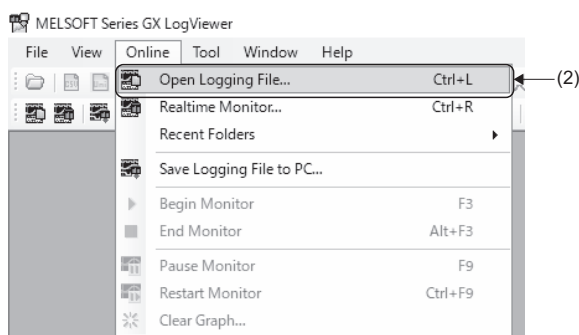 MELSOFT Series GX LogViewer
File View Online Tool Window Help
Open Logging File... Ctrl+L
(2)
Realtime Monitor... Ctrl+R
Recent Folders
Save Logging File to PC...
Begin Monitor F3
End Monitor Alt+F3
Pause Monitor F9
Restart Monitor Ctrl+F9
Clear Graph...